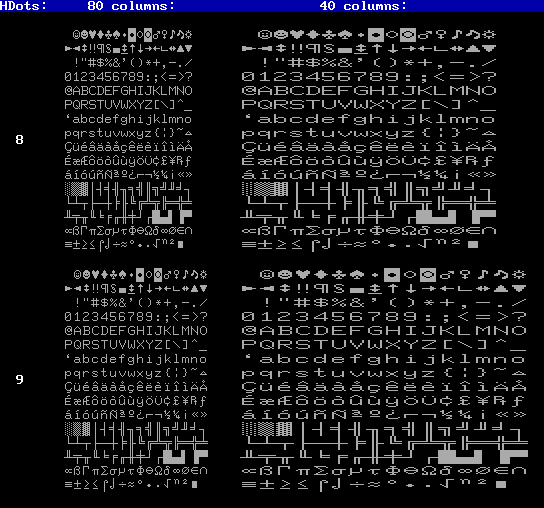 HDots: 80 columns: 40 columns:
☺☻♥♦♣♠•◘○◙♂♀♪♫☼ ☺☻♥♦♣♠•◘○◙♂♀♪♫☼
►◄↕‼¶§▬↨↑↓→←∟↔▲▼ ►◄↕‼¶§▬↨↑↓→←∟↔▲▼
!"#$%&'()*+,-./ !"#$%&'()*+,-./
0123456789:;<=>? 0123456789:;<=>?
@ABCDEFGHIJKLMNO @ABCDEFGHIJKLMNO
PQRSTUVWXYZ[\]^_ PQRSTUVWXYZ[\]^_
`abcdefghijklmno `abcdefghijklmno
pqrstuvwxyz{|}~⌂ pqrstuvwxyz{|}~⌂
8
ÇüéâäàåçêëèïîìÄÅ ÇüéâäàåçêëèïîìÄÅ
ÉæÆôöòûùÿÖÜ¢£¥₧ƒ ÉæÆôöòûùÿÖÜ¢£¥₧ƒ
áíóúñÑªº¿⌐¬½¼¡«» áíóúñÑªº¿⌐¬½¼¡«»
░▒▓│┤╡╢╖╕╣║╗╝╜╛┐ ░▒▓│┤╡╢╖╕╣║╗╝╜╛┐
└┴┬├─┼╞╟╚╔╩╦╠═╬╧ └┴┬├─┼╞╟╚╔╩╦╠═╬╧
╨╤╥╙╘╒╓╫╪┘┌█▄▌▐▀ ╨╤╥╙╘╒╓╫╪┘┌█▄▌▐▀
αßΓπΣσµτΦΘΩδ∞φε∩ αßΓπΣσµτΦΘΩδ∞φε∩
≡±≥≤⌠⌡÷≈°∙·√ⁿ²■ ≡±≥≤⌠⌡÷≈°∙·√ⁿ²■
☺☻♥♦♣♠•◘○◙♂♀♪♫☼ ☺☻♥♦♣♠•◘○◙♂♀♪♫☼
►◄↕‼¶§▬↨↑↓→←∟↔▲▼ ►◄↕‼¶§▬↨↑↓→←∟↔▲▼
!"#$%&'()*+,-./ !"#$%&'()*+,-./
0123456789:;<=>? 0123456789:;<=>?
@ABCDEFGHIJKLMNO @ABCDEFGHIJKLMNO
PQRSTUVWXYZ[\]^_ PQRSTUVWXYZ[\]^_
`abcdefghijklmno `abcdefghijklmno
pqrstuvwxyz{|}~⌂ pqrstuvwxyz{|}~⌂
9
ÇüéâäàåçêëèïîìÄÅ ÇüéâäàåçêëèïîìÄÅ
ÉæÆôöòûùÿÖÜ¢£¥₧ƒ ÉæÆôöòûùÿÖÜ¢£¥₧ƒ
áíóúñÑªº¿⌐¬½¼¡«» áíóúñÑªº¿⌐¬½¼¡«»
░▒▓│┤╡╢╖╕╣║╗╝╜╛┐ ░▒▓│┤╡╢╖╕╣║╗╝╜╛┐
└┴┬├─┼╞╟╚╔╩╦╠═╬╧ └┴┬├─┼╞╟╚╔╩╦╠═╬╧
╨╤╥╙╘╒╓╫╪┘┌█▄▌▐▀ ╨╤╥╙╘╒╓╫╪┘┌█▄▌▐▀
αßΓπΣσµτΦΘΩδ∞φε∩ αßΓπΣσµτΦΘΩδ∞φε∩
≡±≥≤⌠⌡÷≈°∙·√ⁿ²■ ≡±≥≤⌠⌡÷≈°∙·√ⁿ²■